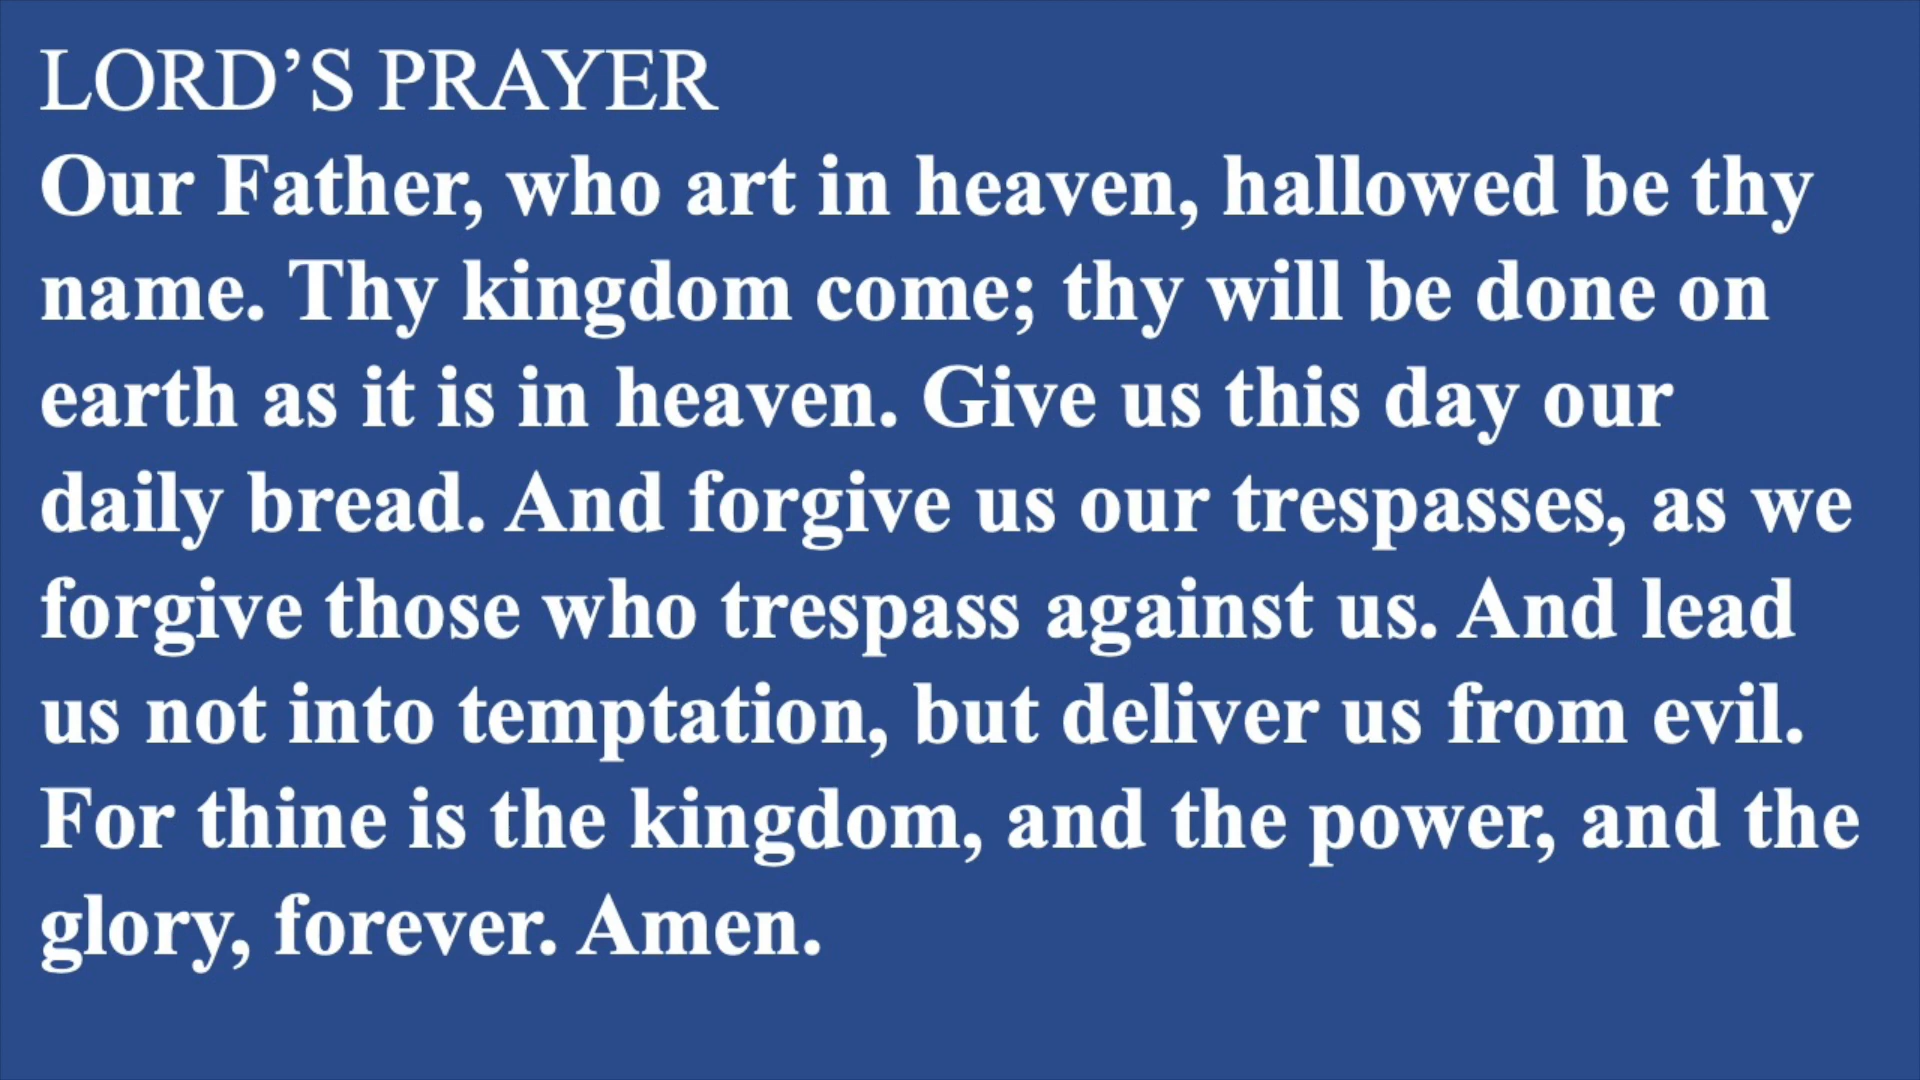 LORD’S PRAYER
Our Father, who art in heaven, hallowed be thy
name. Thy kingdom come; thy will be done on
earth as it is in heaven. Give us this day our
daily bread. And forgive us our trespasses, as we
forgive those who trespass against us. And lead
us not into temptation, but deliver us from evil.
For thine is the kingdom, and the power, and the
glory, forever. Amen.